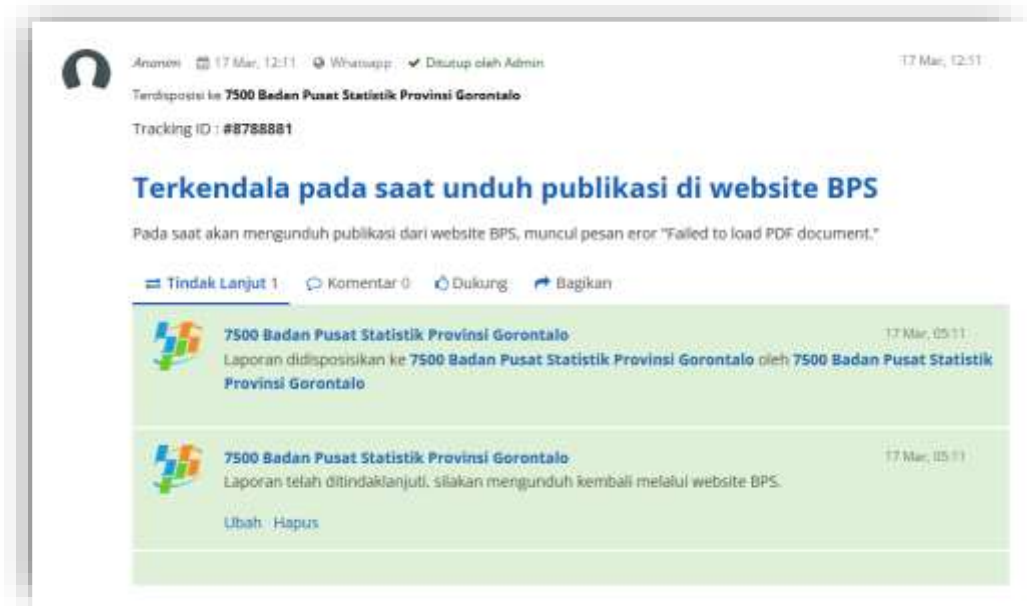 Anonim 17 Mar, 12:11 Whatsapp Ditutup oleh Admin 17 Mar, 12:11
Terdisposisi ke 7500 Badan Pusat Statistik Provinsi Gorontalo
Tracking ID : #8788881
Terkendala pada saat unduh publikasi di website BPS
Pada saat akan mengunduh publikasi dari website BPS, muncul pesan eror "Failed to load PDF document."
Tindak Lanjut 1 Komentar 0 Dukung Bagikan
7500 Badan Pusat Statistik Provinsi Gorontalo 17 Mar, 05:11
Laporan didisposisikan ke 7500 Badan Pusat Statistik Provinsi Gorontalo oleh 7500 Badan Pusat Statistik
Provinsi Gorontalo
7500 Badan Pusat Statistik Provinsi Gorontalo 17 Mar, 05:11
Laporan telah ditindaklanjuti, silakan mengunduh kembali melalui website BPS.
Ubah Hapus